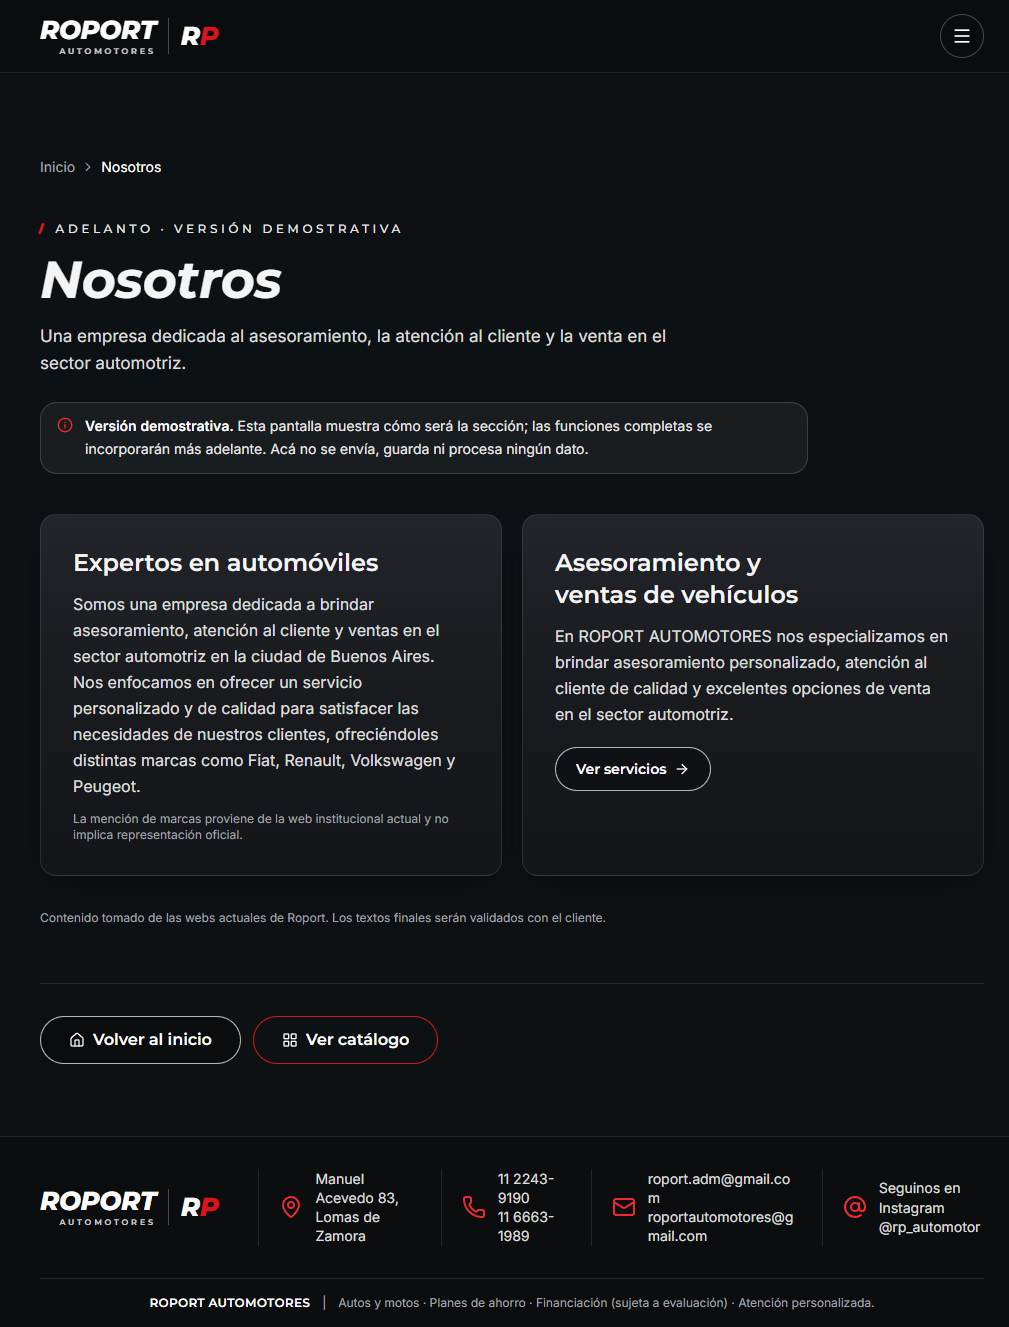 ROPORT
AUTOMOTORES
RP
Inicio
Nosotros
ADELANTO · VERSIÓN DEMOSTRATIVA
Nosotros
Una empresa dedicada al asesoramiento, la atención al cliente y la venta en el
sector automotriz.
Versión demostrativa. Esta pantalla muestra cómo será la sección; las funciones completas se
incorporarán más adelante. Acá no se envía, guarda ni procesa ningún dato.
Expertos en automóviles
Somos una empresa dedicada a brindar
asesoramiento, atención al cliente y ventas en el
sector automotriz en la ciudad de Buenos Aires.
Nos enfocamos en ofrecer un servicio
personalizado y de calidad para satisfacer las
necesidades de nuestros clientes, ofreciéndoles
distintas marcas como Fiat, Renault, Volkswagen y
Peugeot.
La mención de marcas proviene de la web institucional actual y no
implica representación oficial.
Asesoramiento y
ventas de vehículos
En ROPORT AUTOMOTORES nos especializamos en
brindar asesoramiento personalizado, atención al
cliente de calidad y excelentes opciones de venta
en el sector automotriz.
Ver servicios
Contenido tomado de las webs actuales de Roport. Los textos finales serán validados con el cliente.
Volver al inicio
Ver catálogo
ROPORT
AUTOMOTORES
RP
Manuel
Acevedo 83,
Lomas de
Zamora
11 2243-
9190
11 6663-
1989
roport.adm@gmail.co
m
roportautomotores@g
mail.com
Seguinos en
Instagram
@rp_automotor
ROPORT AUTOMOTORES | Autos y motos · Planes de ahorro · Financiación (sujeta a evaluación) · Atención personalizada.